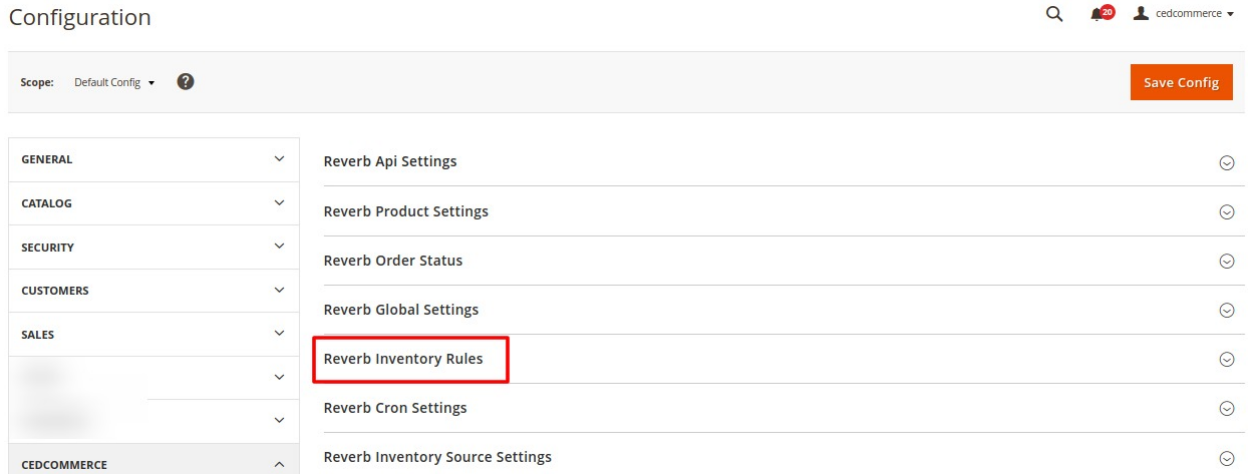 Configuration
20
cedcommerce
Scope: Default Config
?
Save Config
GENERAL
CATALOG
SECURITY
CUSTOMERS
SALES
CEDCOMMERCE
Reverb Api Settings
Reverb Product Settings
Reverb Order Status
Reverb Global Settings
Reverb Inventory Rules
Reverb Cron Settings
Reverb Inventory Source Settings